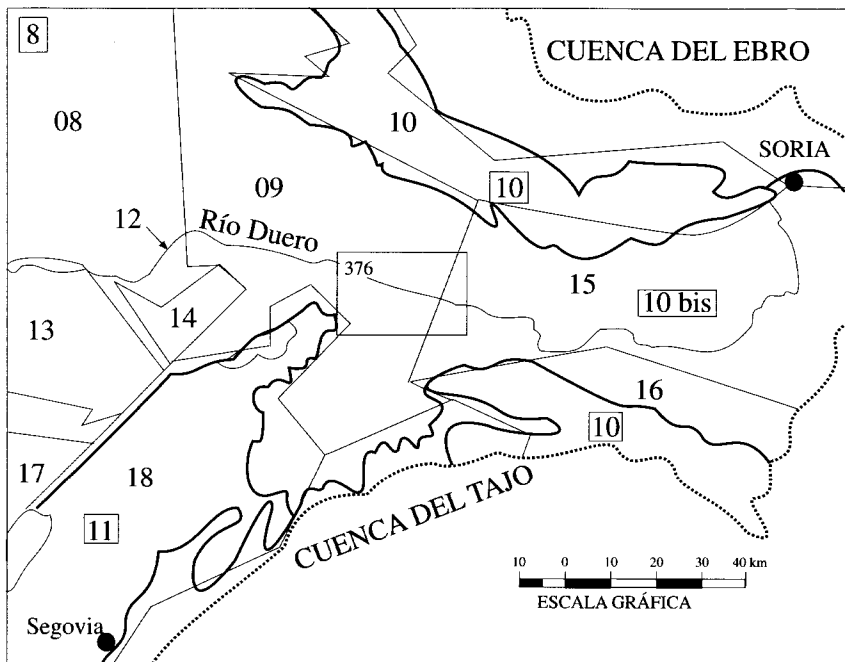 8
CUENCA DEL EBRO
08
10
SORIA
09
10
12
Río Duero
376
15
10 bis
13
14
16
10
17
18
11
CUENCA DEL TAJO
10 0 10 20 30 40 km
ESCALA GRÁFICA
Segovia